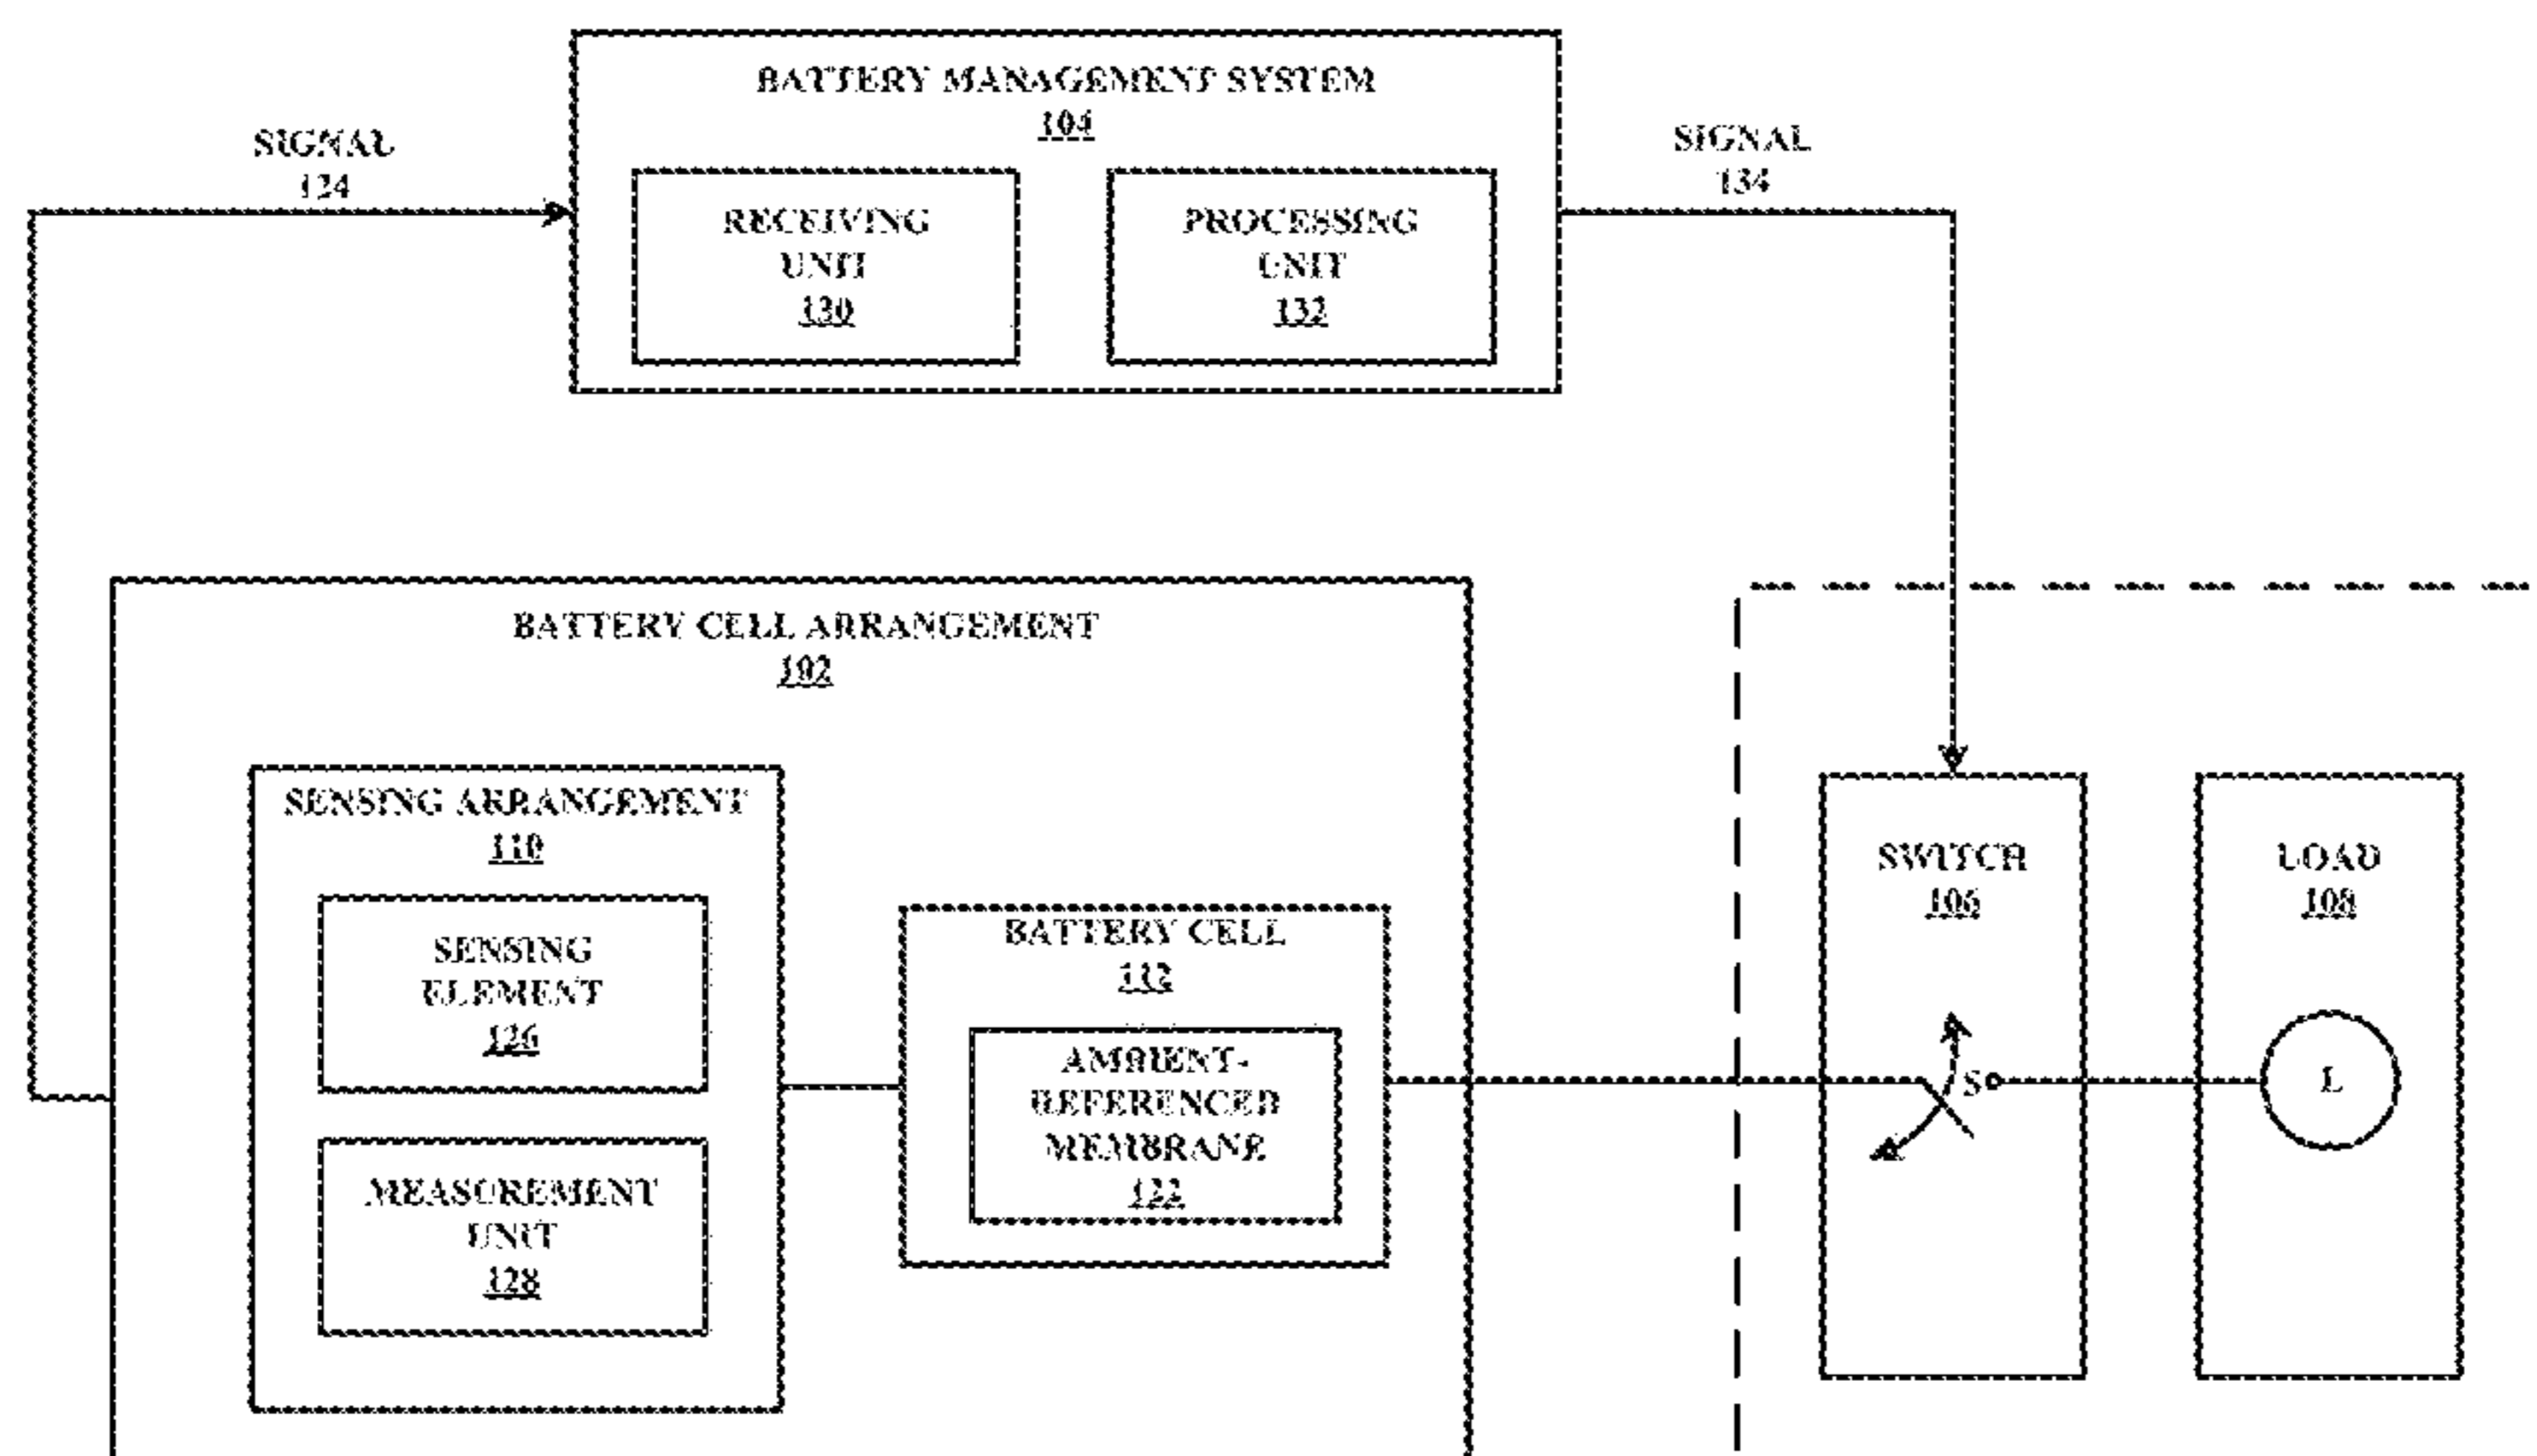 BATTERY MANAGEMENT SYSTEM
104
SIGNAL
124
SIGNAL
134
RECEIVING
UNIT
130
PROCESSING
UNIT
132
BATTERY CELL ARRANGEMENT
102
SENSING ARRANGEMENT
110
SENSING
ELEMENT
126
MEASUREMENT
UNIT
128
BATTERY CELL
112
AMBIENT-
REFERENCED
MEMBRANE
122
SWITCH
106
S
LOAD
108
L